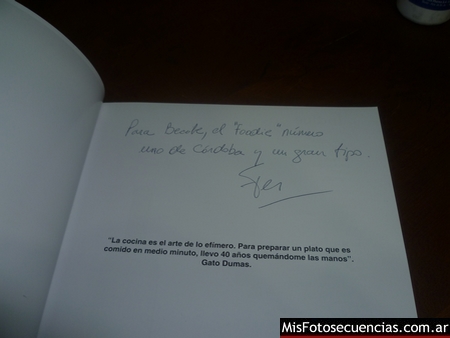 Para Beark, el "Foodie" número
uno de Córdoba y un gran tipo.
"La cocina es el arte de lo efímero. Para preparar un plato que es
comido en medio minuto, llevo 40 años quemándome las manos".
Gato Dumas.
MisFotosecuencias.com.ar